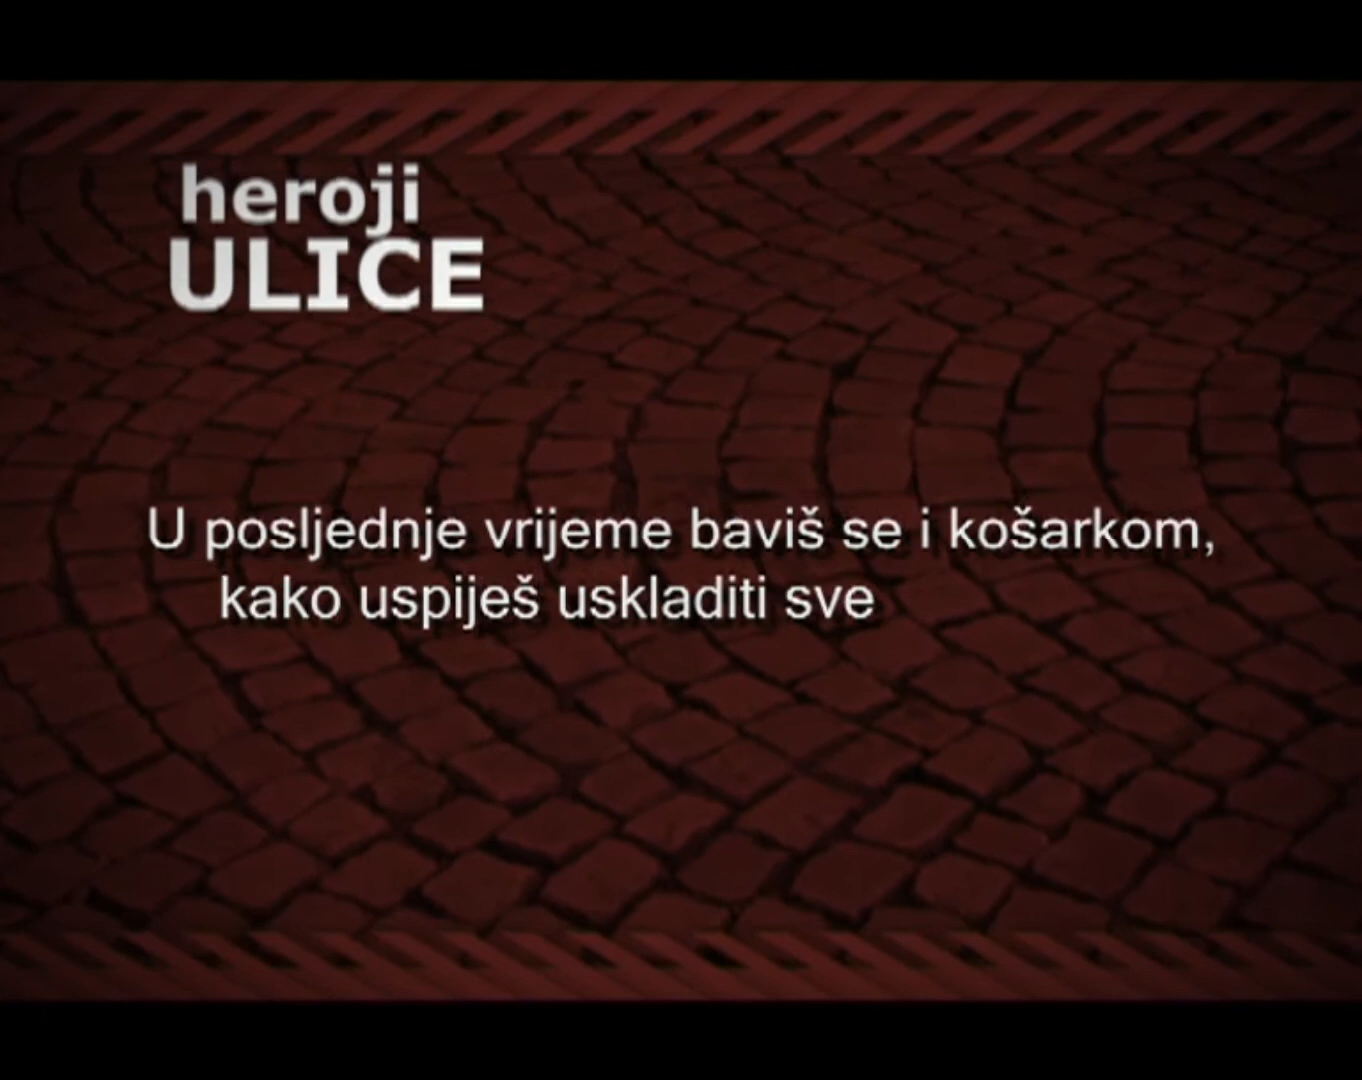 heroji
ULICE
U posljednje vrijeme baviš se i košarkom,
kako uspiješ uskladiti sve